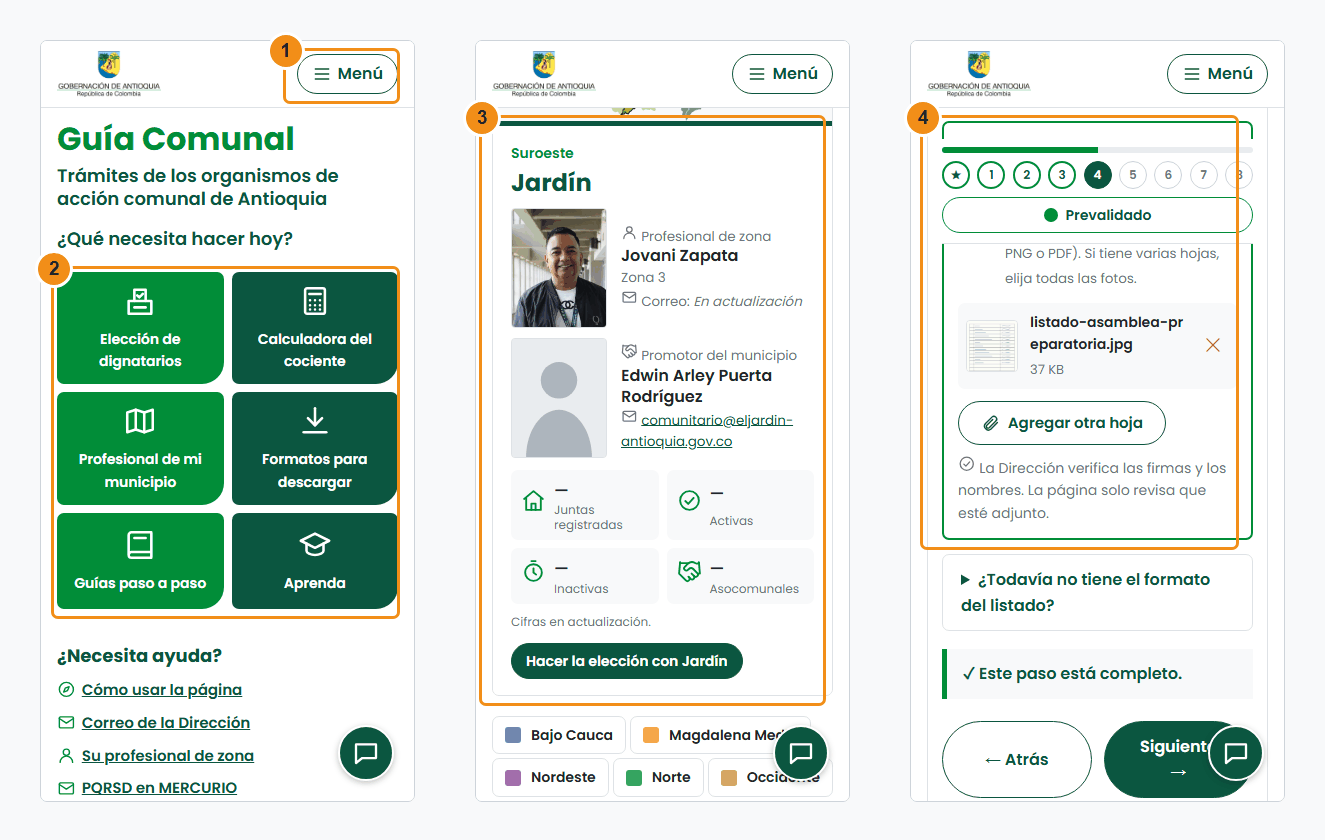 1
GOBERNACIÓN DE ANTIOQUIA
República de Colombia
Menú
Guía Comunal
Trámites de los organismos de
acción comunal de Antioquia
¿Qué necesita hacer hoy?
2
Elección de
dignatarios
Calculadora del
cociente
Profesional de mi
municipio
Formatos para
descargar
Guías paso a paso
Aprenda
¿Necesita ayuda?
Cómo usar la página
Correo de la Dirección
Su profesional de zona
PQRSD en MERCURIO
GOBERNACIÓN DE ANTIOQUIA
República de Colombia
Menú
3
Suroeste
Jardín
Profesional de zona
Jovani Zapata
Zona 3
Correo: En actualización
Promotor del municipio
Edwin Arley Puerta
Rodríguez
comunitario@eljardin-
antioquia.gov.co
—
Juntas
registradas
—
Activas
—
Inactivas
—
Asocomunales
Cifras en actualización.
Hacer la elección con Jardín
Bajo Cauca
Magdalena Med
Nordeste
Norte
Occidente
GOBERNACIÓN DE ANTIOQUIA
República de Colombia
Menú
4
★ 1 2 3 4 5 6 7 8
Prevalidado
PNG o PDF). Si tiene varias hojas,
elija todas las fotos.
listado-asamblea-pr
eparatoria.jpg
37 KB
Agregar otra hoja
La Dirección verifica las firmas y los
nombres. La página solo revisa que
esté adjunto.
▶ ¿Todavía no tiene el formato
del listado?
✓ Este paso está completo.
← Atrás
Siguiente
→